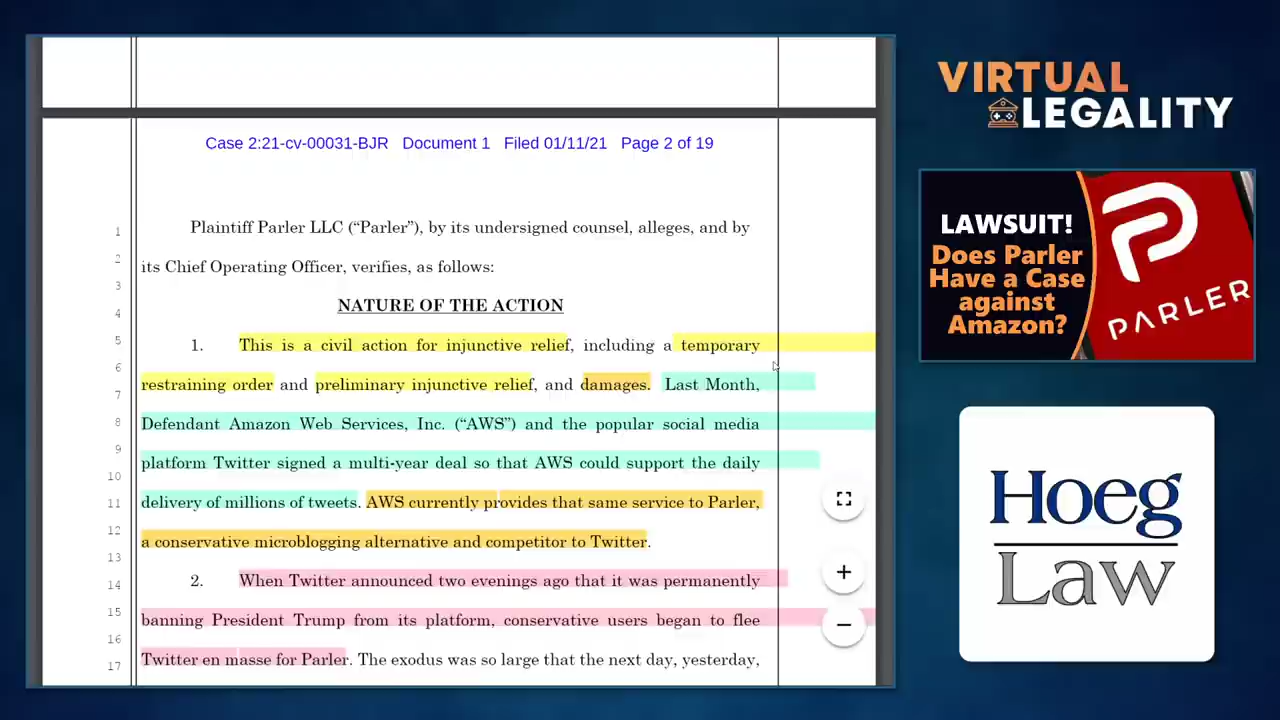 Case 2:21-cv-00031-BJR Document 1 Filed 01/11/21 Page 2 of 19
1
2
3
4
5
6
7
8
9
10
11
12
13
14
15
16
17
Plaintiff Parler LLC (“Parler”), by its undersigned counsel, alleges, and by
its Chief Operating Officer, verifies, as follows:
NATURE OF THE ACTION
1. This is a civil action for injunctive relief, including a temporary
restraining order and preliminary injunctive relief, and damages. Last Month,
Defendant Amazon Web Services, Inc. (“AWS”) and the popular social media
platform Twitter signed a multi-year deal so that AWS could support the daily
delivery of millions of tweets. AWS currently provides that same service to Parler,
a conservative microblogging alternative and competitor to Twitter.
2. When Twitter announced two evenings ago that it was permanently
banning President Trump from its platform, conservative users began to flee
Twitter en masse for Parler. The exodus was so large that the next day, yesterday,
+
−
VIRTUAL
LEGALITY
LAWSUIT!
Does Parler
Have a Case
against
Amazon?
PARLER
Hoeg
Law